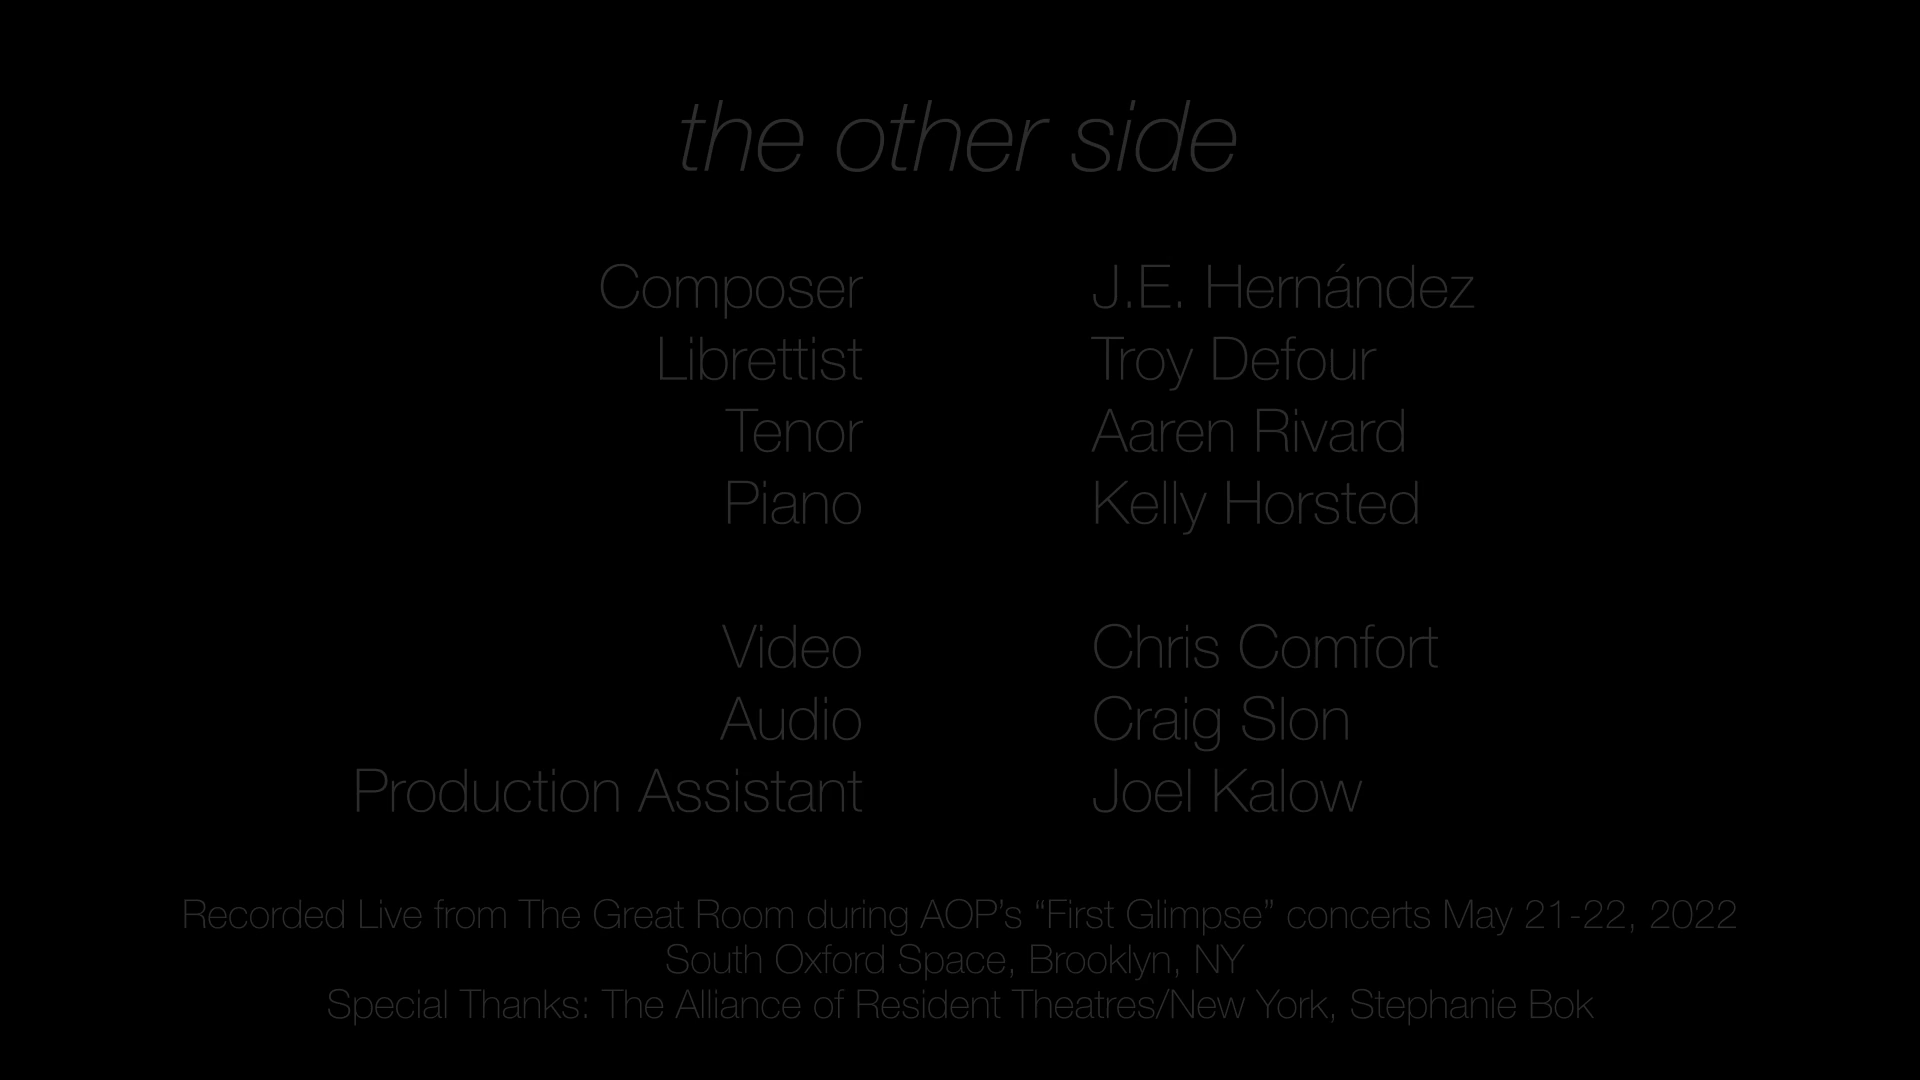 the other side
Composer J.E. Hernández
Librettist Troy Defour
Tenor Aaren Rivard
Piano Kelly Horsted
Video Chris Comfort
Audio Craig Slon
Production Assistant Joel Kalow
Recorded Live from The Great Room during AOP’s “First Glimpse” concerts May 21-22, 2022
South Oxford Space, Brooklyn, NY
Special Thanks: The Alliance of Resident Theatres/New York, Stephanie Bok